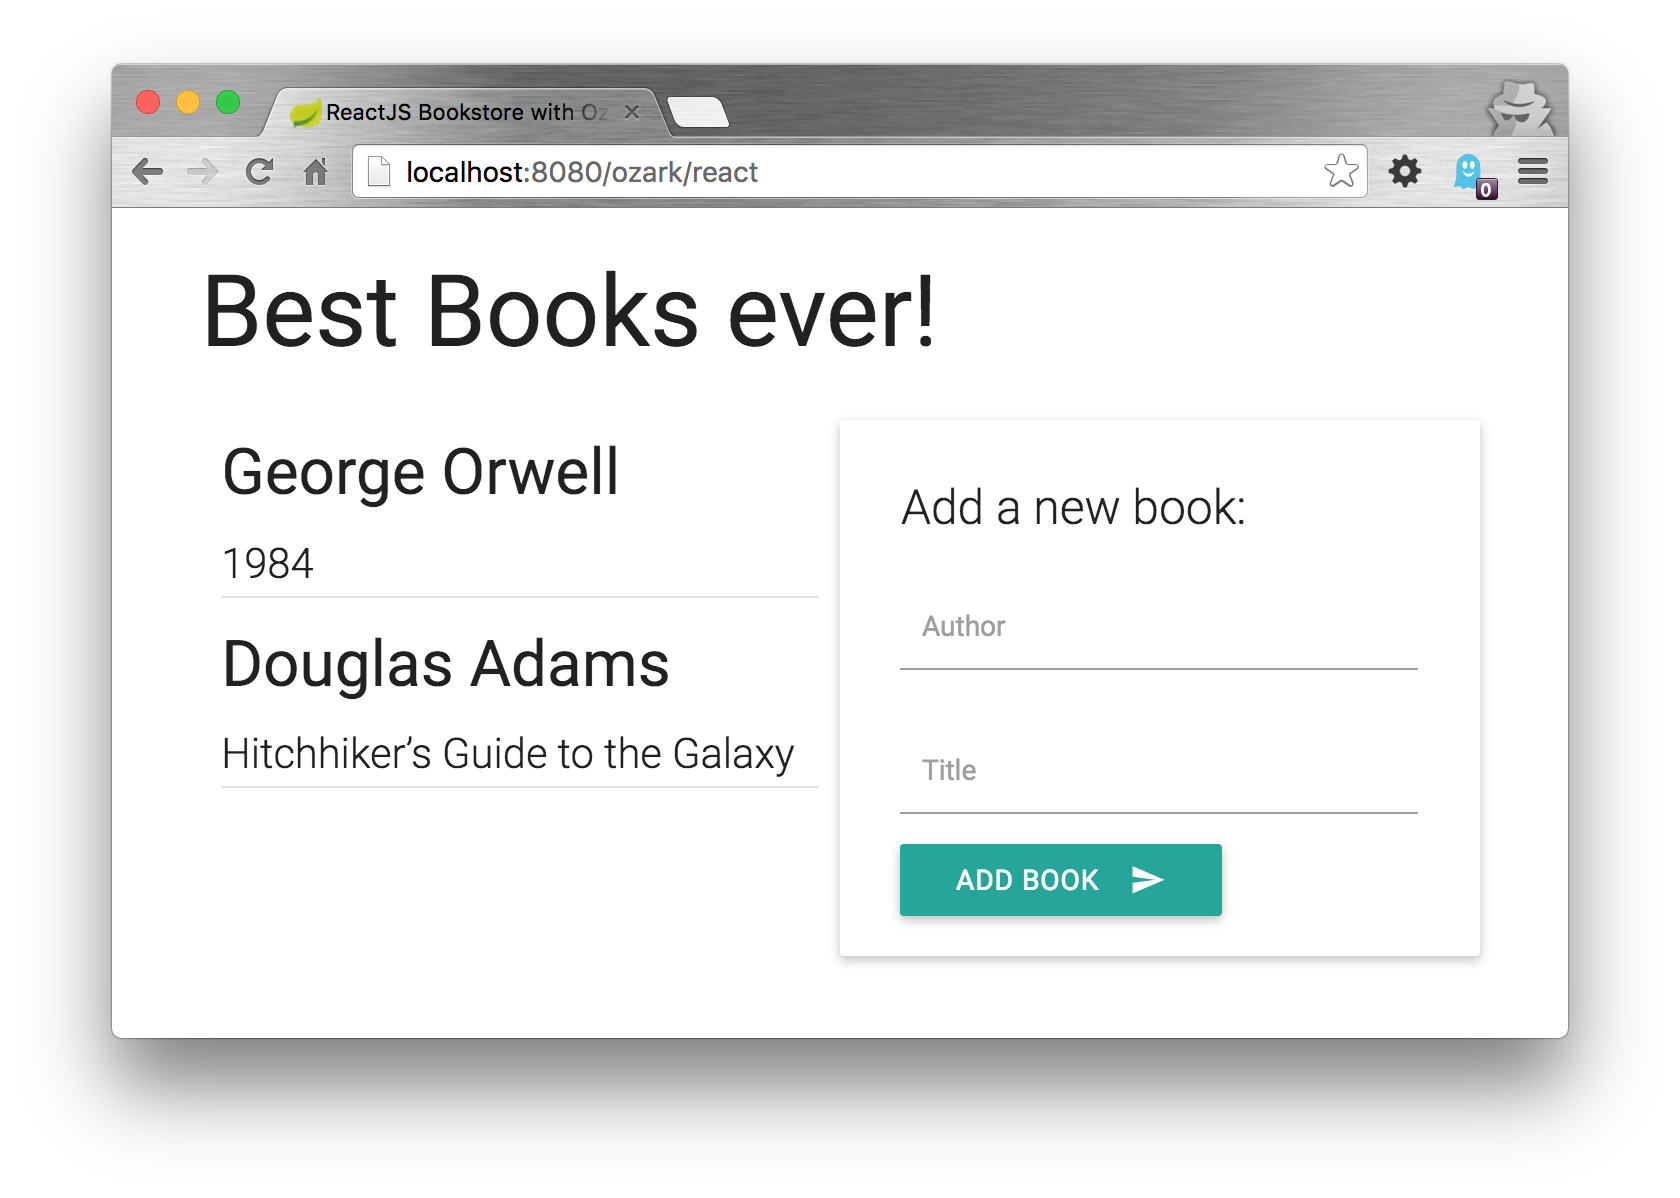 ReactJS Bookstore with Oz
localhost:8080/ozark/react
0
Best Books ever!
George Orwell
1984
Douglas Adams
Hitchhiker’s Guide to the Galaxy
Add a new book:
Author
Title
ADD BOOK